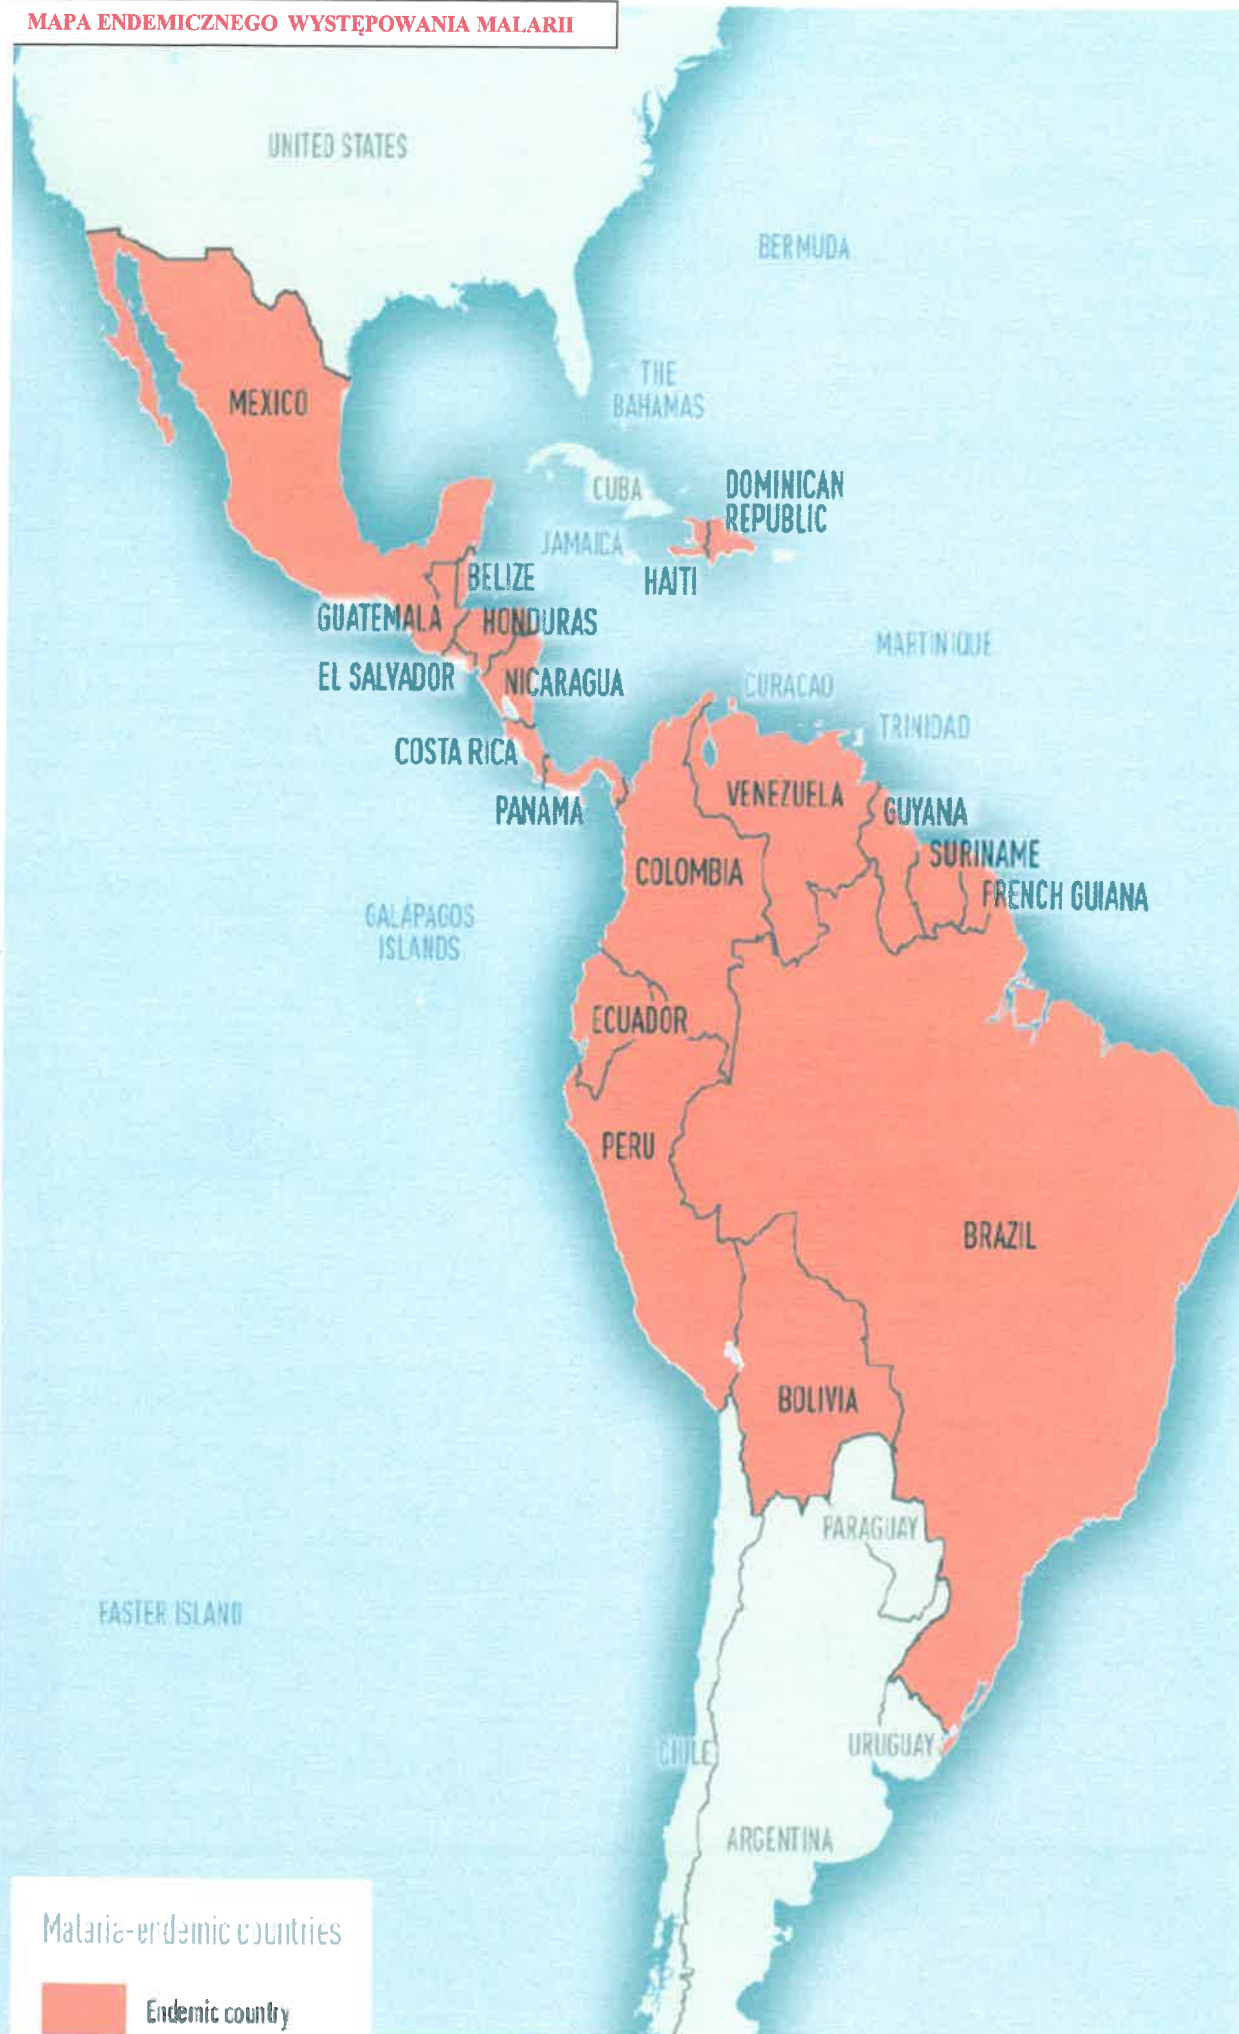 MAPA ENDEMICZNEGO WYSTĘPOWANIA MALARII
UNITED STATES
BERMUDA
THE
BAHAMAS
MEXICO
CUBA
DOMINICAN
REPUBLIC
JAMAICA
HAITI
BELIZE
GUATEMALA
HONDURAS
MARTINIQUE
EL SALVADOR
NICARAGUA
CURACAO
TRINIDAD
COSTA RICA
PANAMA
VENEZUELA
GUYANA
SURINAME
COLOMBIA
FRENCH GUIANA
GALÁPAGOS
ISLANDS
ECUADOR
PERU
BRAZIL
BOLIVIA
PARAGUAY
EASTER ISLAND
CHILE
URUGUAY
ARGENTINA
Malaria-endemic countries
Endemic country